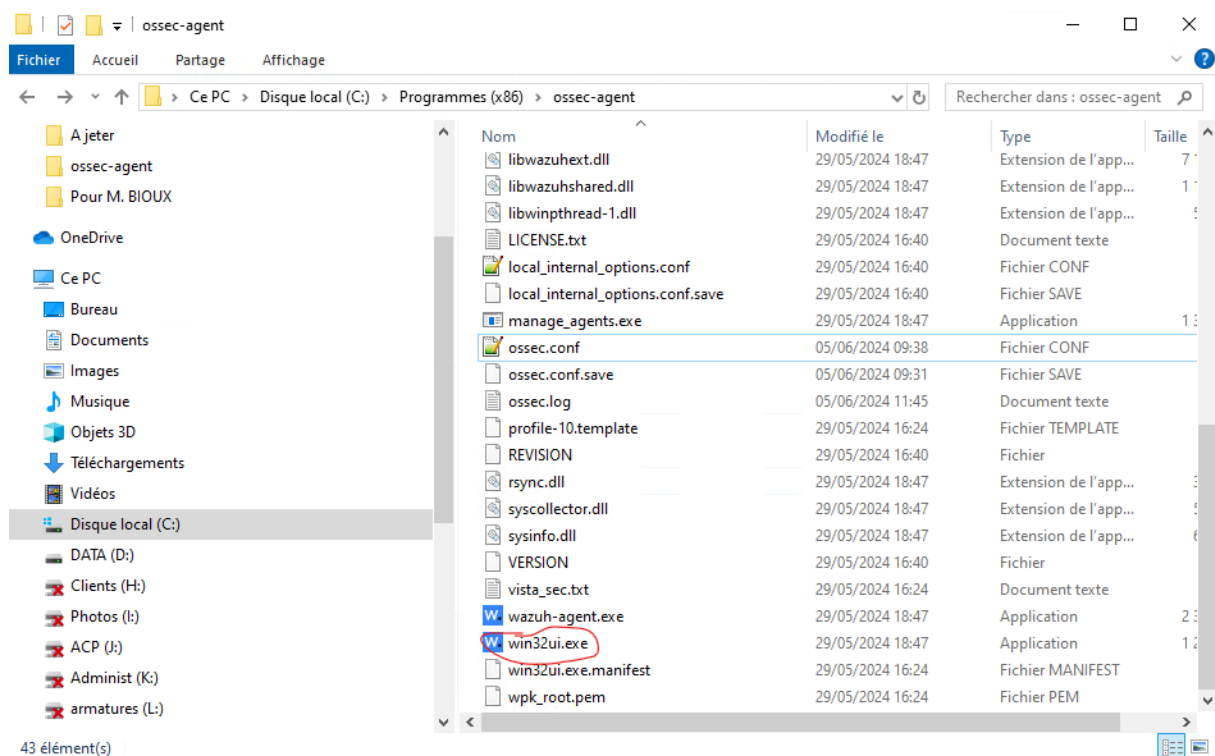 ossec-agent
Fichier Accueil Partage Affichage
Ce PC > Disque local (C:) > Programmes (x86) > ossec-agent Rechercher dans : ossec-agent
A jeter
ossec-agent
Pour M. BIOUX
OneDrive
Ce PC
Bureau
Documents
Images
Musique
Objets 3D
Téléchargements
Vidéos
Disque local (C:)
DATA (D:)
Clients (H:)
Photos (I:)
ACP (J:)
Administ (K:)
armatures (L:)
Nom Modifié le Type Taille
libwazuhext.dll 29/05/2024 18:47 Extension de l'app... 7
libwazuhshared.dll 29/05/2024 18:47 Extension de l'app... 1
libwinpthread-1.dll 29/05/2024 18:47 Extension de l'app...
LICENSE.txt 29/05/2024 16:40 Document texte
local_internal_options.conf 29/05/2024 16:40 Fichier CONF
local_internal_options.conf.save 29/05/2024 16:40 Fichier SAVE
manage_agents.exe 29/05/2024 18:47 Application 1
ossec.conf 05/06/2024 09:38 Fichier CONF
ossec.conf.save 05/06/2024 09:31 Fichier SAVE
ossec.log 05/06/2024 11:45 Document texte
profile-10.template 29/05/2024 16:24 Fichier TEMPLATE
REVISION 29/05/2024 16:40 Fichier
rsync.dll 29/05/2024 18:47 Extension de l'app...
syscollector.dll 29/05/2024 18:47 Extension de l'app...
sysinfo.dll 29/05/2024 18:47 Extension de l'app...
VERSION 29/05/2024 16:40 Fichier
vista_sec.txt 29/05/2024 16:24 Document texte
W. wazuh-agent.exe 29/05/2024 18:47 Application 2
W. win32ui.exe 29/05/2024 18:47 Application 1
win32ui.exe.manifest 29/05/2024 16:24 Fichier MANIFEST
wpk_root.pem 29/05/2024 16:24 Fichier PEM
43 élément(s)